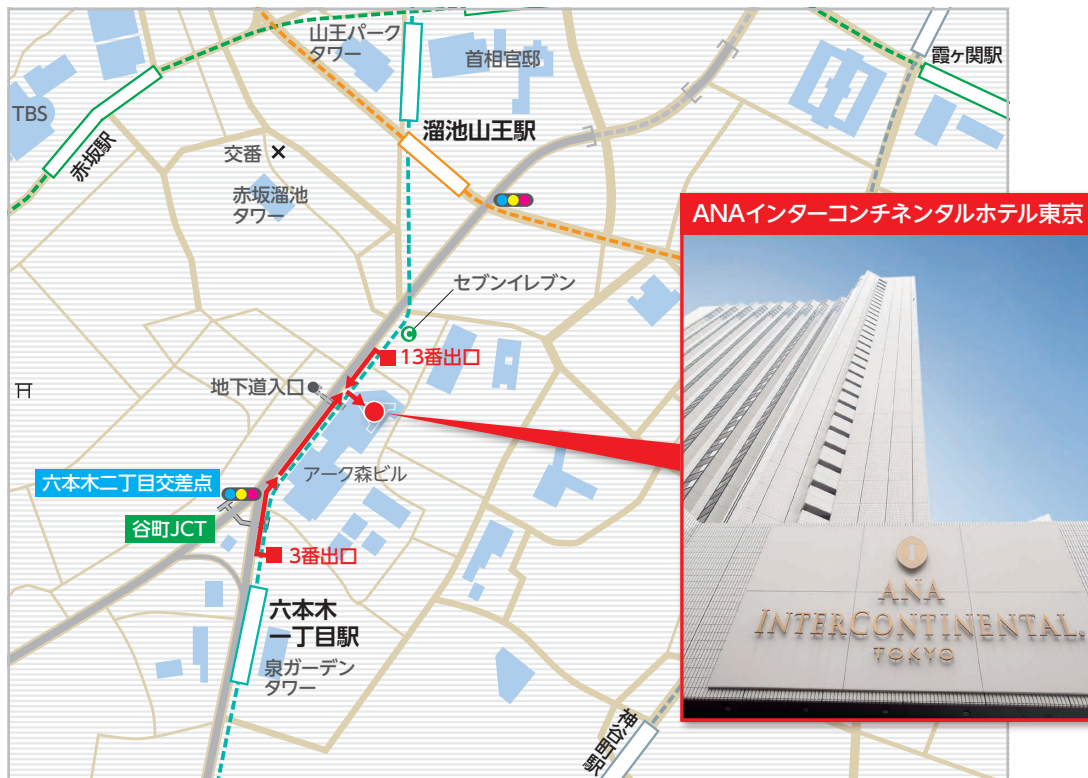 山王パーク
タワー
首相官邸
霞ヶ関駅
TBS
赤坂駅
溜池山王駅
交番
赤坂溜池
タワー
ANAインターコンチネンタルホテル東京
セブンイレブン
C
13番出口
地下道入口
アーク森ビル
六本木二丁目交差点
谷町JCT
3番出口
六本木
一丁目駅
泉ガーデン
タワー
神谷町駅
I
ANA
INTERCONTINENTAL.
TOKYO